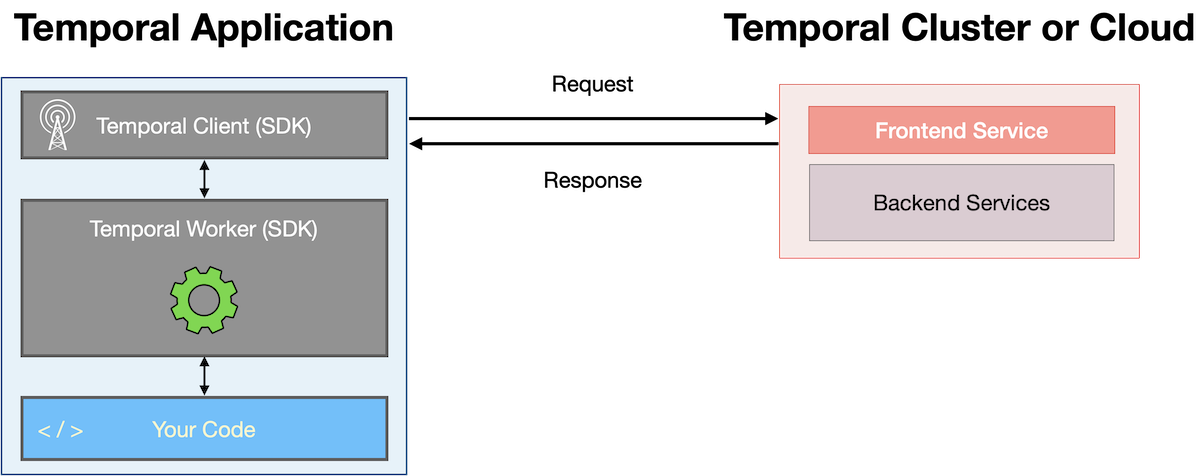 Temporal Application
Temporal Cluster or Cloud
Temporal Client (SDK)
Request
Response
Frontend Service
Backend Services
Temporal Worker (SDK)
</> Your Code